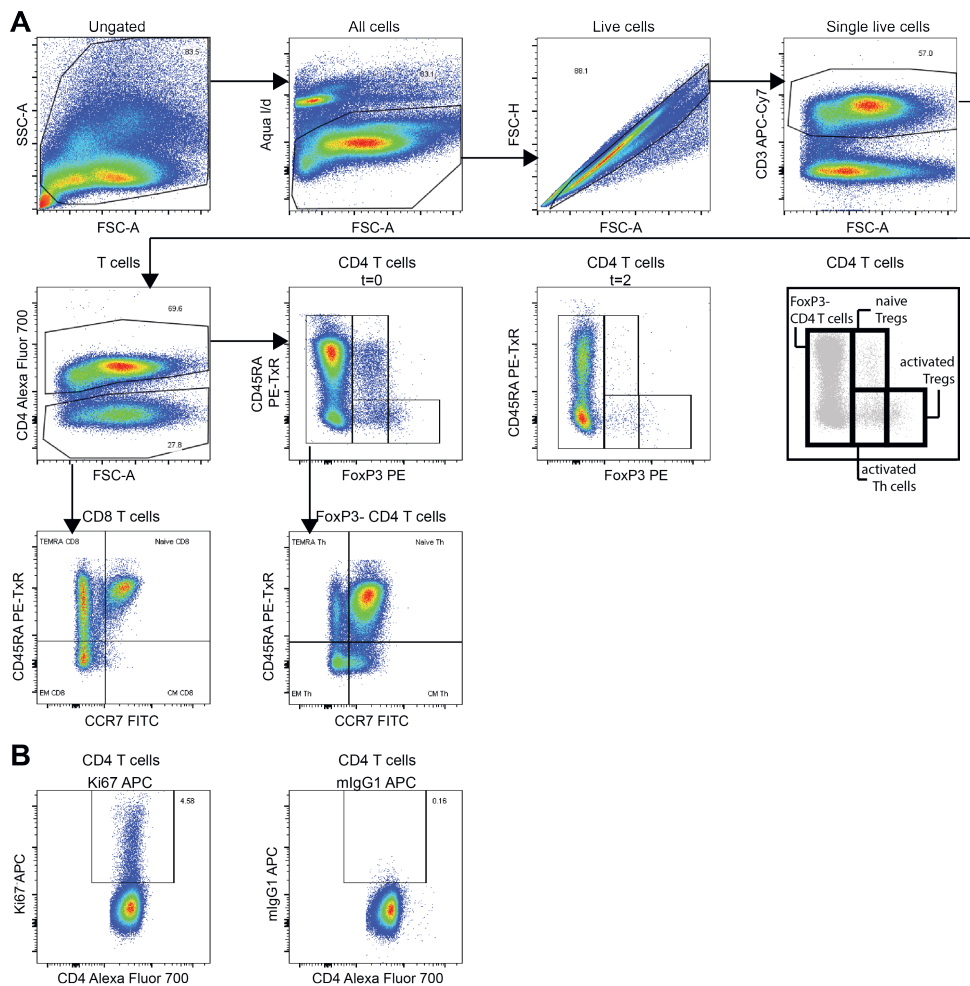 A
Ungated
83.5
SSC-A
FSC-A
All cells
83.1
Aqua l/d
FSC-A
Live cells
88.1
FSC-H
FSC-A
Single live cells
57.0
CD3 APC-Cy7
FSC-A
T cells
69.6
27.8
CD4 Alexa Fluor 700
FSC-A
CD4 T cells
t=0
CD45RA
PE-TxR
FoxP3 PE
CD4 T cells
t=2
CD45RA PE-TxR
FoxP3 PE
CD4 T cells
FoxP3-
CD4 T cells
naive
Tregs
activated
Tregs
activated
Th cells
CD8 T cells
TEMRA CD8
Naive CD8
EM CD8
CM CD8
CD45RA PE-TxR
CCR7 FITC
FoxP3- CD4 T cells
TEMRA Th
Naive Th
EM Th
CM Th
CD45RA PE-TxR
CCR7 FITC
B
CD4 T cells
Ki67 APC
4.58
Ki67 APC
CD4 Alexa Fluor 700
CD4 T cells
mIgG1 APC
0.16
mIgG1 APC
CD4 Alexa Fluor 700